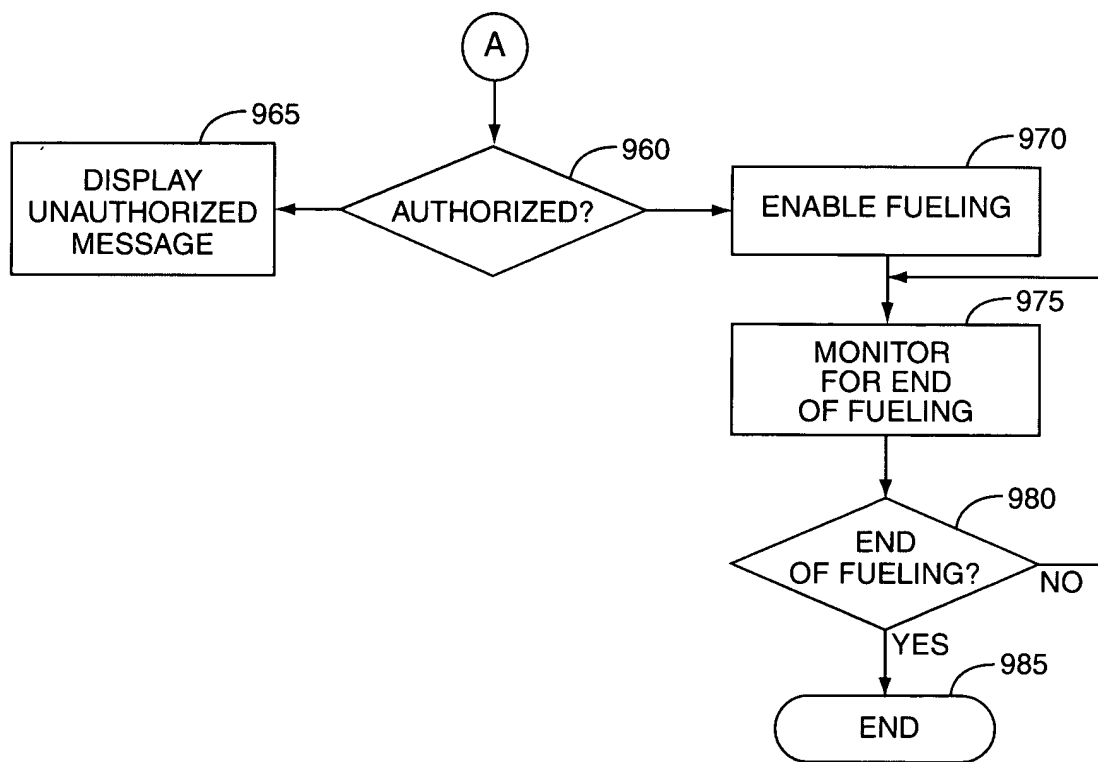 A
965
DISPLAY
UNAUTHORIZED
MESSAGE
960
AUTHORIZED?
970
ENABLE FUELING
975
MONITOR
FOR END
OF FUELING
980
END
OF FUELING?
NO
YES
985
END